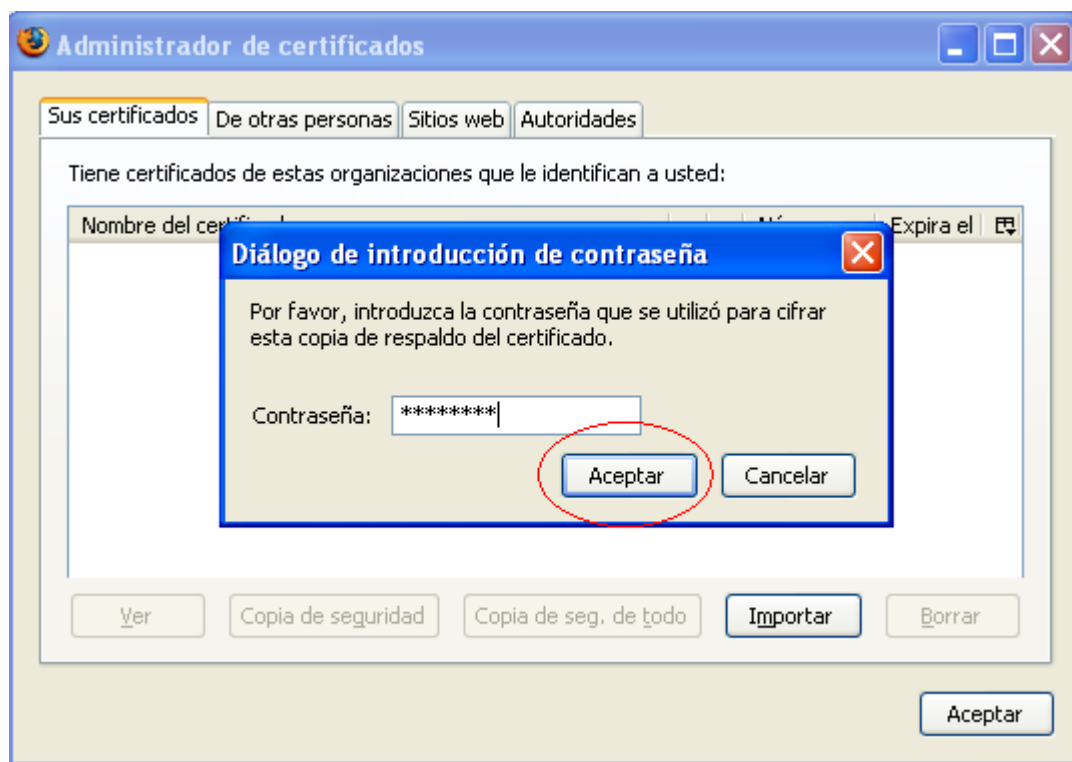 Administrador de certificados
Sus certificados De otras personas Sitios web Autoridades
Tiene certificados de estas organizaciones que le identifican a usted:
Nombre del Expira el
Diálogo de introducción de contraseña
Por favor, introduzca la contraseña que se utilizó para cifrar
esta copia de respaldo del certificado.
Contraseña: ********
Aceptar Cancelar
Ver Copia de seguridad Copia de seg. de todo Importar Borrar
Aceptar